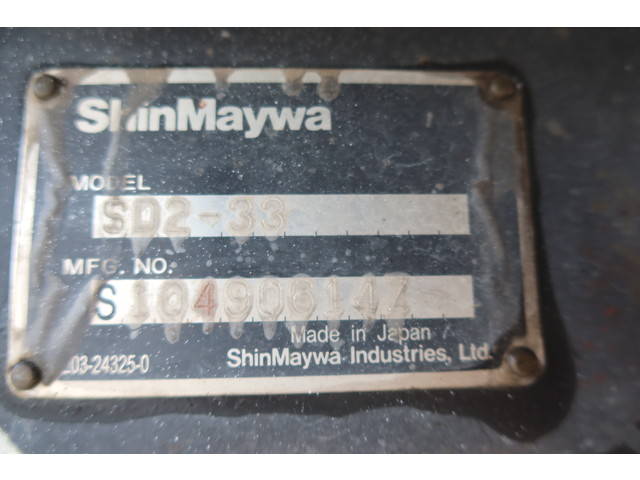 ShinMaywa
MODEL
SD2-33
MFG. NO.
Made in Japan
ShinMaywa Industries, Ltd.